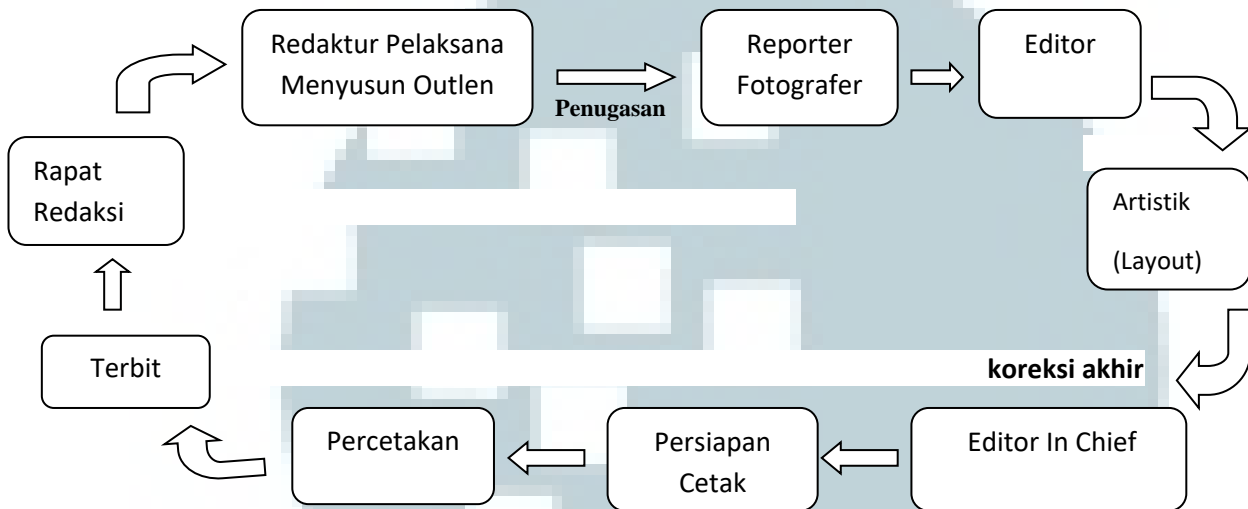 Redaktur Pelaksana
Menyusun Outlen
Penugasan
Reporter
Fotografer
Editor
Artistik
(Layout)
koreksi akhir
Editor In Chief
Persiapan
Cetak
Percetakan
Terbit
Rapat
Redaksi